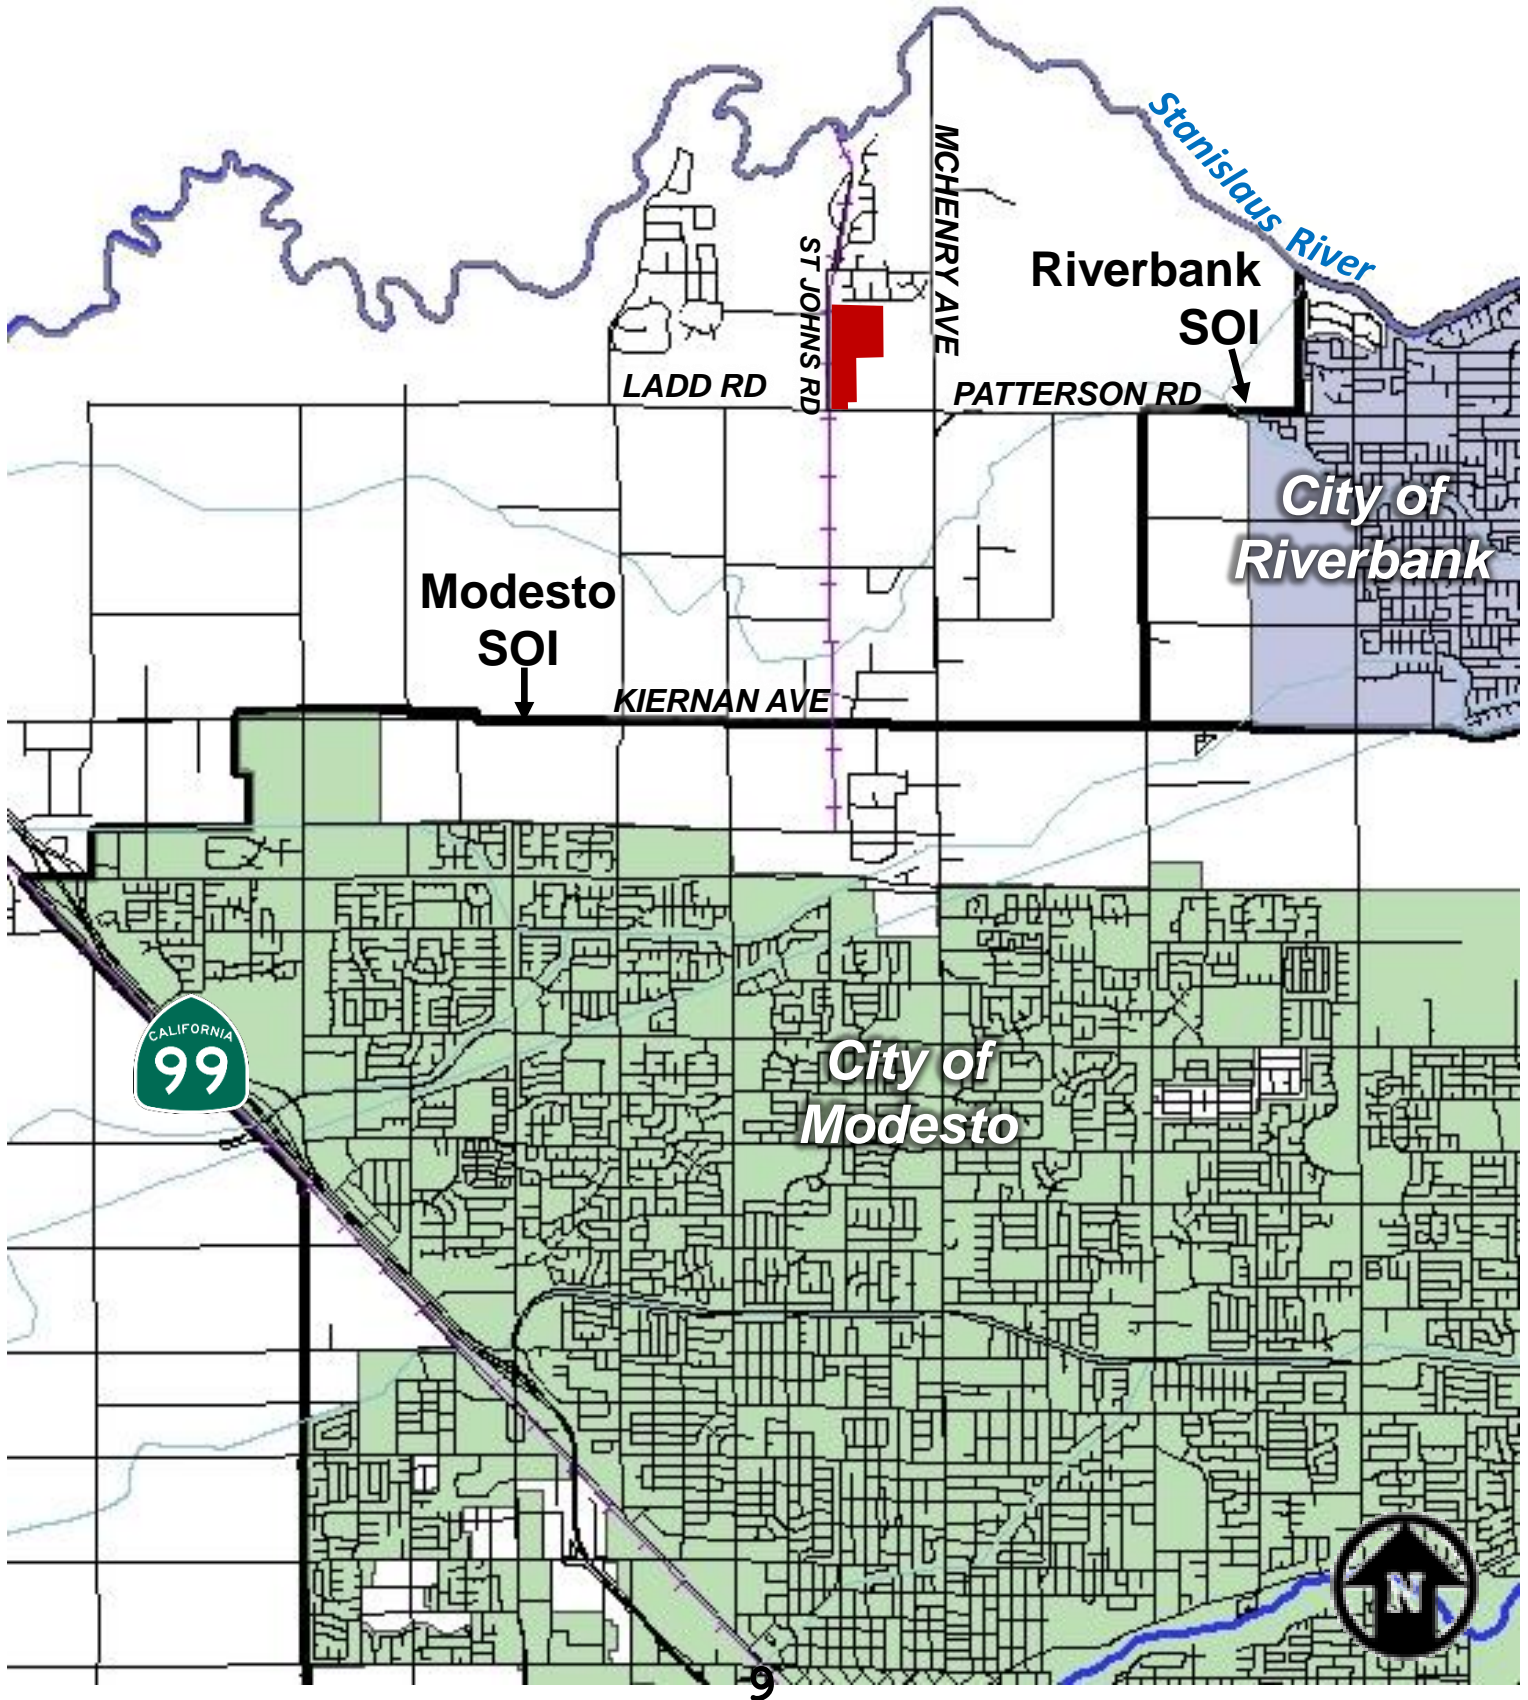 Stanislaus River
MCHENRY AVE
ST JOHNS RD
Riverbank
SOI
LADD RD
PATTERSON RD
City of
Riverbank
Modesto
SOI
KIERNAN AVE
CALIFORNIA
99
City of
Modesto
N
9